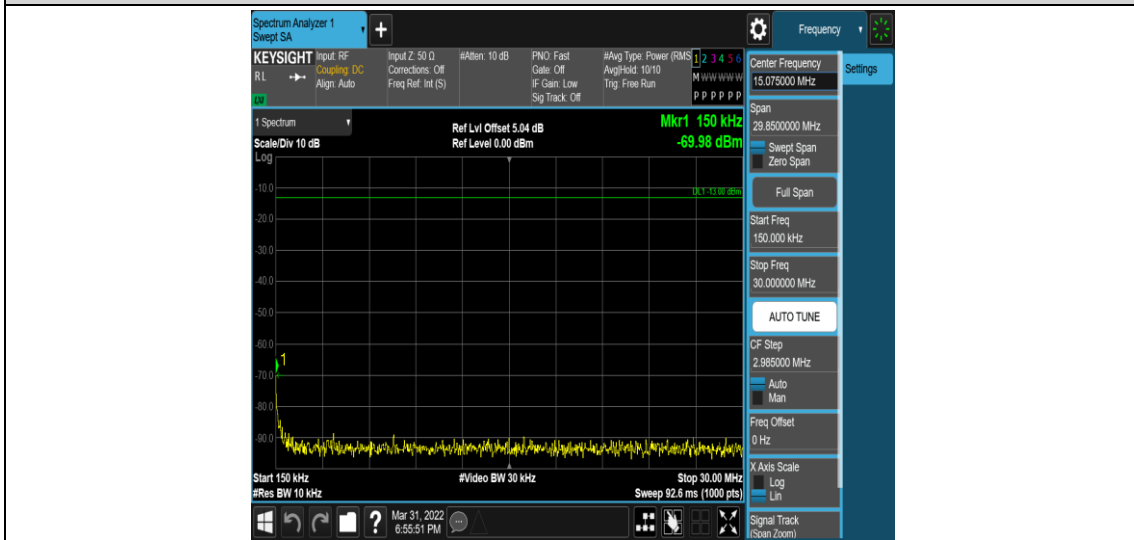 Spectrum Analyzer 1
Swept SA
Frequency
KEYSIGHT
RL
Input: RF
Coupling: DC
Align: Auto
Input Z: 50 Ω
Corrections: Off
Freq Ref: Int (S)
#Atten: 10 dB
PNO: Fast
Gate: Off
IF Gain: Low
Sig Track: Off
#Avg Type: Power (RMS
Avg|Hold: 10/10
Trig: Free Run
1 2 3 4 5 6
M W W W W W
P P P P P P
1 Spectrum
Scale/Div 10 dB
Ref Lvl Offset 5.04 dB
Ref Level 0.00 dBm
Mkr1 150 kHz
-69.98 dBm
Log
DL1 -13.00 dBm
-10.0
-20.0
-30.0
-40.0
-50.0
-60.0
-70.0
-80.0
-90.0
1
Start 150 kHz
#Video BW 30 kHz
Stop 30.00 MHz
#Res BW 10 kHz
Sweep 92.6 ms (1000 pts)
Mar 31, 2022
6:55:51 PM
Center Frequency
15.075000 MHz
Settings
Span
29.8500000 MHz
Swept Span
Zero Span
Full Span
Start Freq
150.000 kHz
Stop Freq
30.000000 MHz
AUTO TUNE
CF Step
2.985000 MHz
Auto
Man
Freq Offset
0 Hz
X Axis Scale
Log
Lin
Signal Track
(Span Zoom)